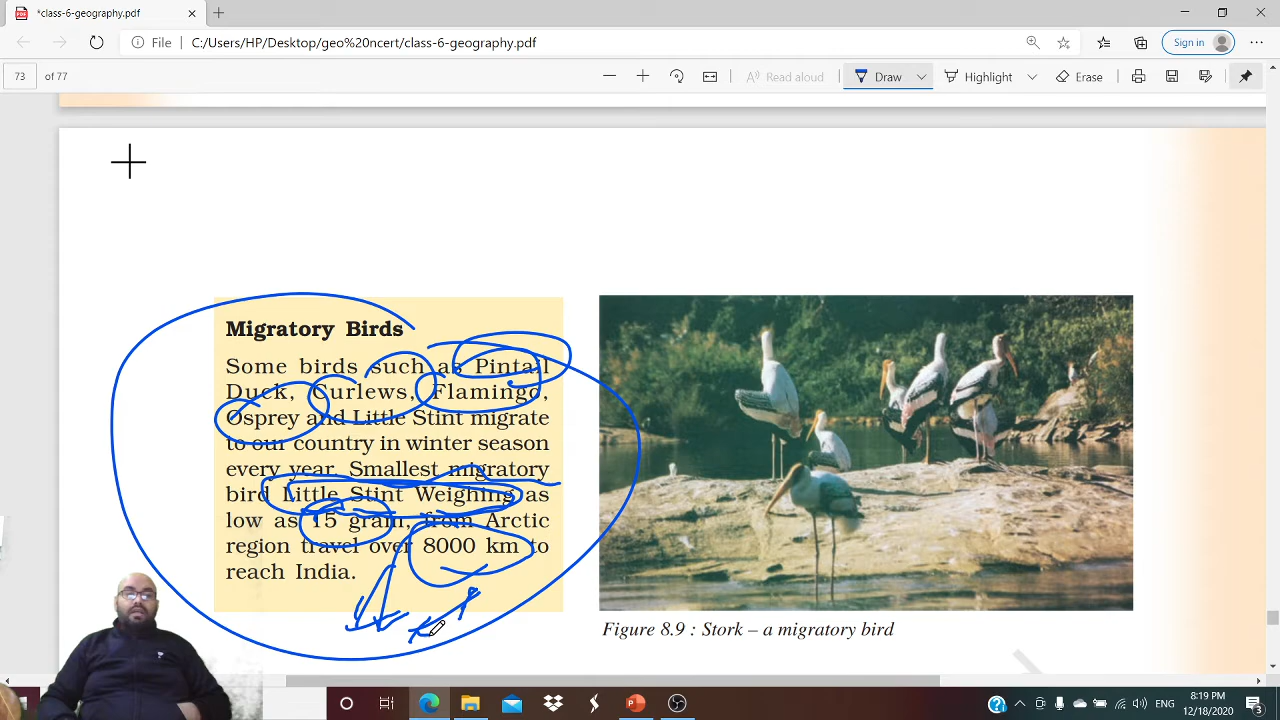 *class-6-geography.pdf
File C:/Users/HP/Desktop/geo%20ncert/class-6-geography.pdf
Sign in
73 of 77
Read aloud
Draw
Highlight
Erase
Migratory Birds
Some birds such as Pintail
Duck, Curlews, Flamingo,
Osprey and Little Stint migrate
to our country in winter season
every year. Smallest migratory
bird Little Stint Weighing as
low as 15 gram, from Arctic
region travel over 8000 km to
reach India.
Figure 8.9 : Stork – a migratory bird
ENG
8:19 PM
12/18/2020
3